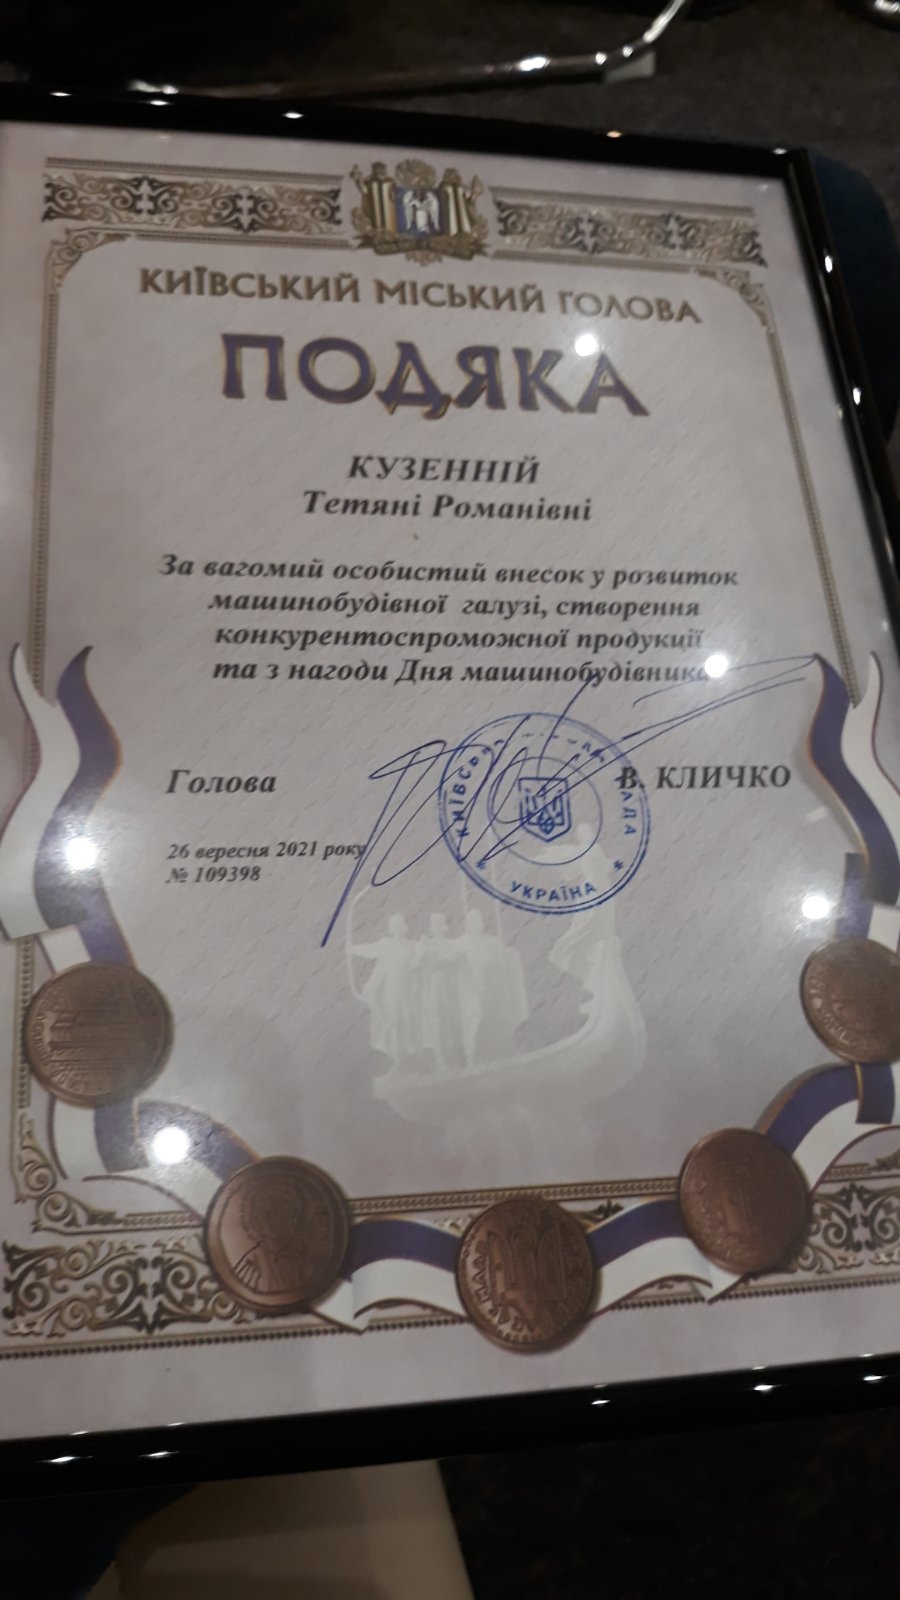 КИЇВСЬКИЙ МІСЬКИЙ ГОЛОВА
ПОДЯКА
КУЗЕННІЙ
Тетяні Романівні
За вагомий особистий внесок у розвиток
машинобудівної галузі, створення
конкурентоспроможної продукції
та з нагоди Дня машинобудівника
Голова
В. КЛИЧКО
26 вересня 2021 року
№ 109398
УКРАЇНА